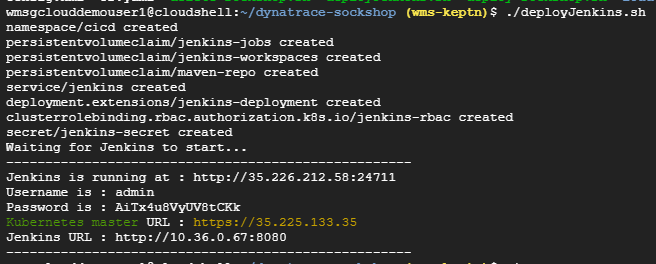 wmsgclouddemouser1@cloudshell:~/dynatrace-sockshop (wms-keptn)$ ./deployJenkins.sh
namespace/cicd created
persistentvolumeclaim/jenkins-jobs created
persistentvolumeclaim/jenkins-workspaces created
persistentvolumeclaim/maven-repo created
service/jenkins created
deployment.extensions/jenkins-deployment created
clusterrolebinding.rbac.authorization.k8s.io/jenkins-rbac created
secret/jenkins-secret created
Waiting for Jenkins to start...
----------------------------------------------------
Jenkins is running at : http://35.226.212.58:24711
Username is : admin
Password is : AiTx4u8VyUV8tCKk
Kubernetes master URL : https://35.225.133.35
Jenkins URL : http://10.36.0.67:8080
----------------------------------------------------